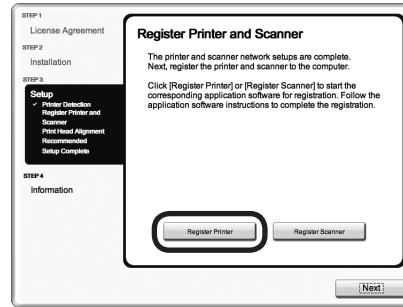 STEP 1
License Agreement
STEP 2
Installation
STEP 3
Setup
✓ Printer Detection
Register Printer and
Scanner
Print Head Alignment
Recommended
Setup Complete
STEP 4
Information
Register Printer and Scanner
The printer and scanner network setups are complete.
Next, register the printer and scanner to the computer.
Click [Register Printer] or [Register Scanner] to start the
corresponding application software for registration. Follow the
application software instructions to complete the registration.
Register Printer
Register Scanner
Next